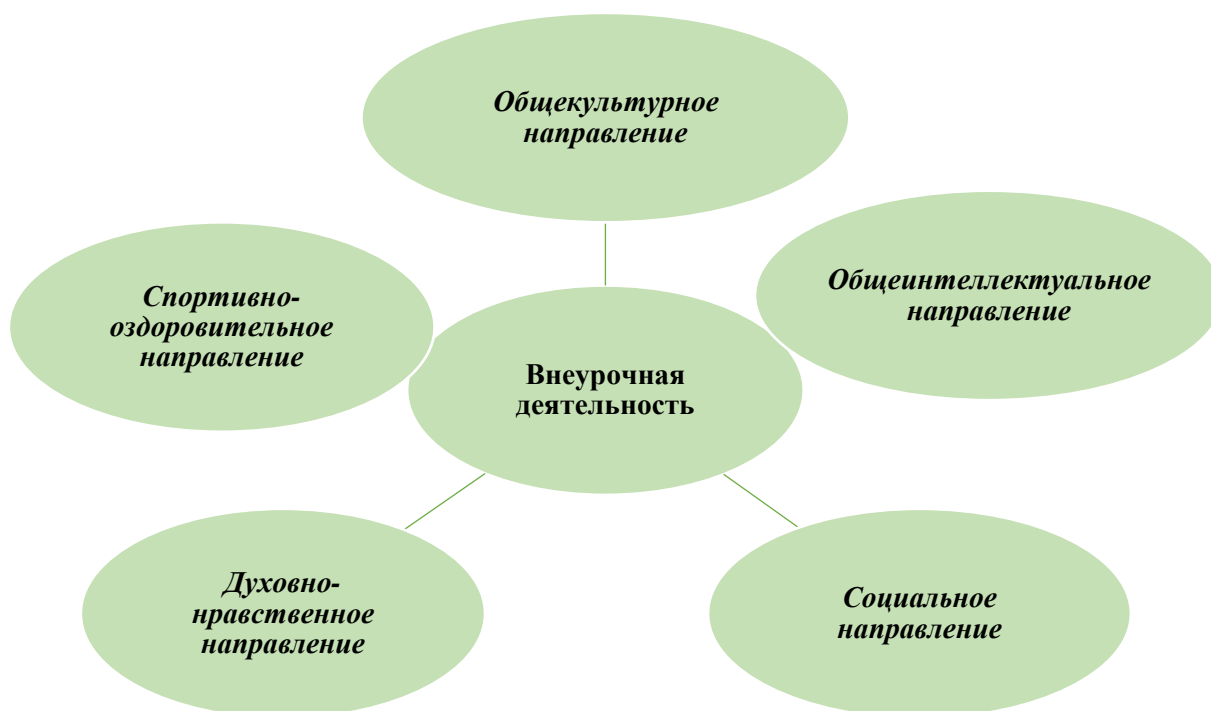 Общекультурное
направление
Общеинтеллектуальное
направление
Спортивно-
оздоровительное
направление
Внеурочная
деятельность
Духовно-
нравственное
направление
Социальное
направление